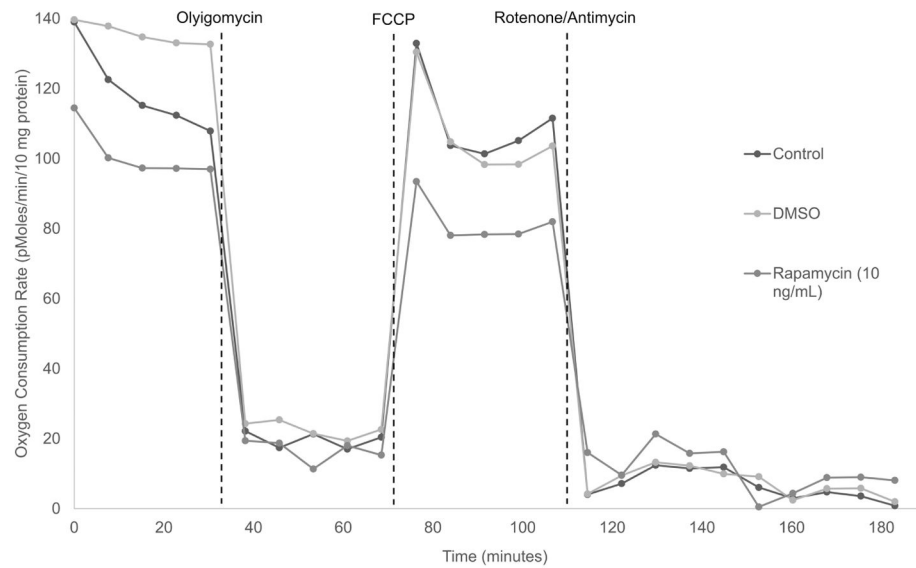 Olyigomycin
FCCP
Rotenone/Antimycin
140
120
100
80
60
40
20
0
Oxygen Consumption Rate (pMoles/min/10 mg protein)
0
20
40
60
80
100
120
140
160
180
Time (minutes)
Control
DMSO
Rapamycin (10
ng/mL)